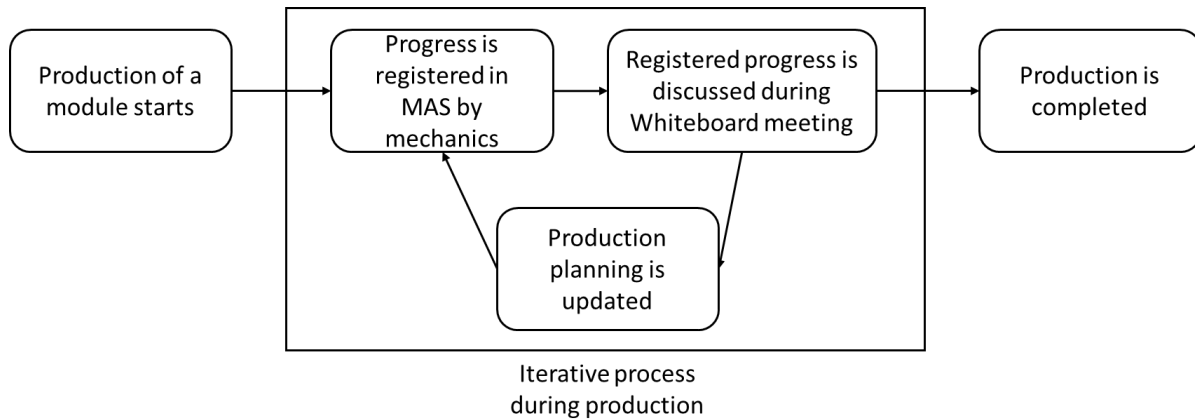 Production of a
module starts
Progress is
registered in
MAS by
mechanics
Registered progress is
discussed during
Whiteboard meeting
Production is
completed
Production
planning is
updated
Iterative process
during production